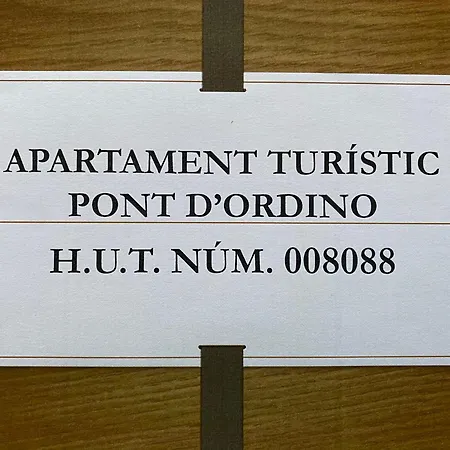 APARTAMENT TURÍSTIC
PONT D’ORDINO
H.U.T. NÚM. 008088